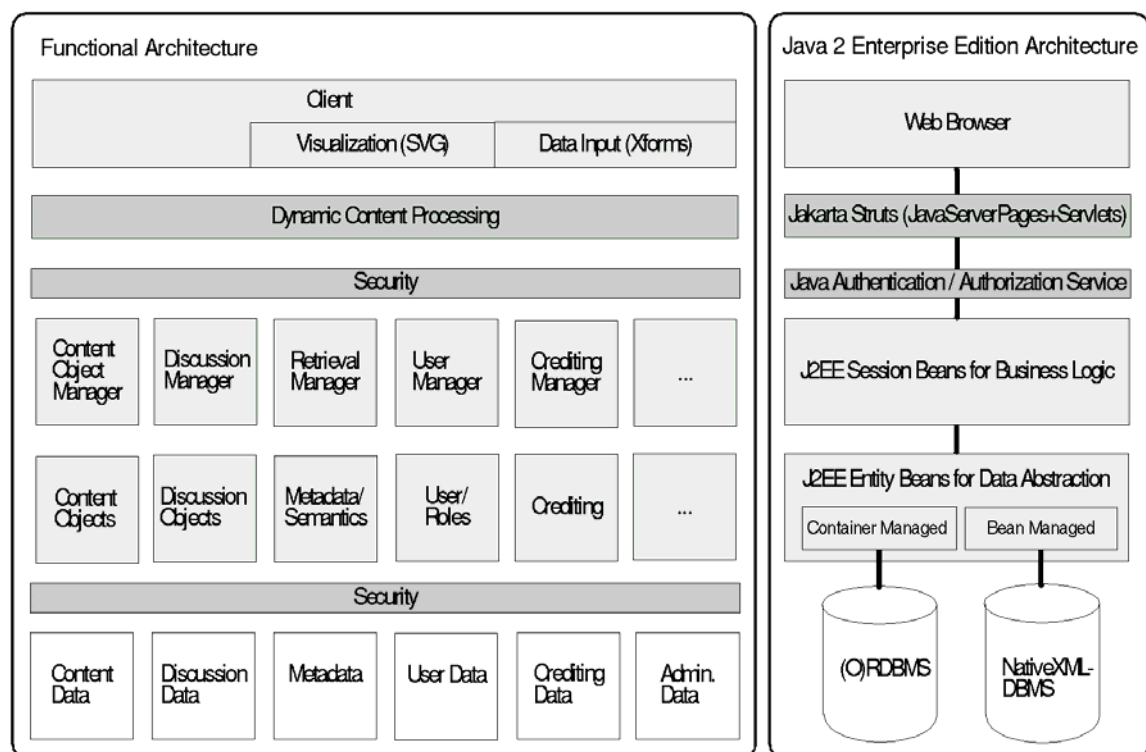 Functional Architecture
Client
Visualization (SVG)
Data Input (Xforms)
Dynamic Content Processing
Security
Content
Object
Manager
Discussion
Manager
Retrieval
Manager
User
Manager
Crediting
Manager
...
Content
Objects
Discussion
Objects
Metadata/
Semantics
User/
Roles
Crediting
...
Security
Content
Data
Discussion
Data
Metadata
User Data
Crediting
Data
Admin.
Data
Java 2 Enterprise Edition Architecture
Web Browser
Jakarta Struts (JavaServerPages+Servlets)
Java Authentication / Authorization Service
J2EE Session Beans for Business Logic
J2EE Entity Beans for Data Abstraction
Container Managed
Bean Managed
(O)RDBMS
NativeXML-
DBMS